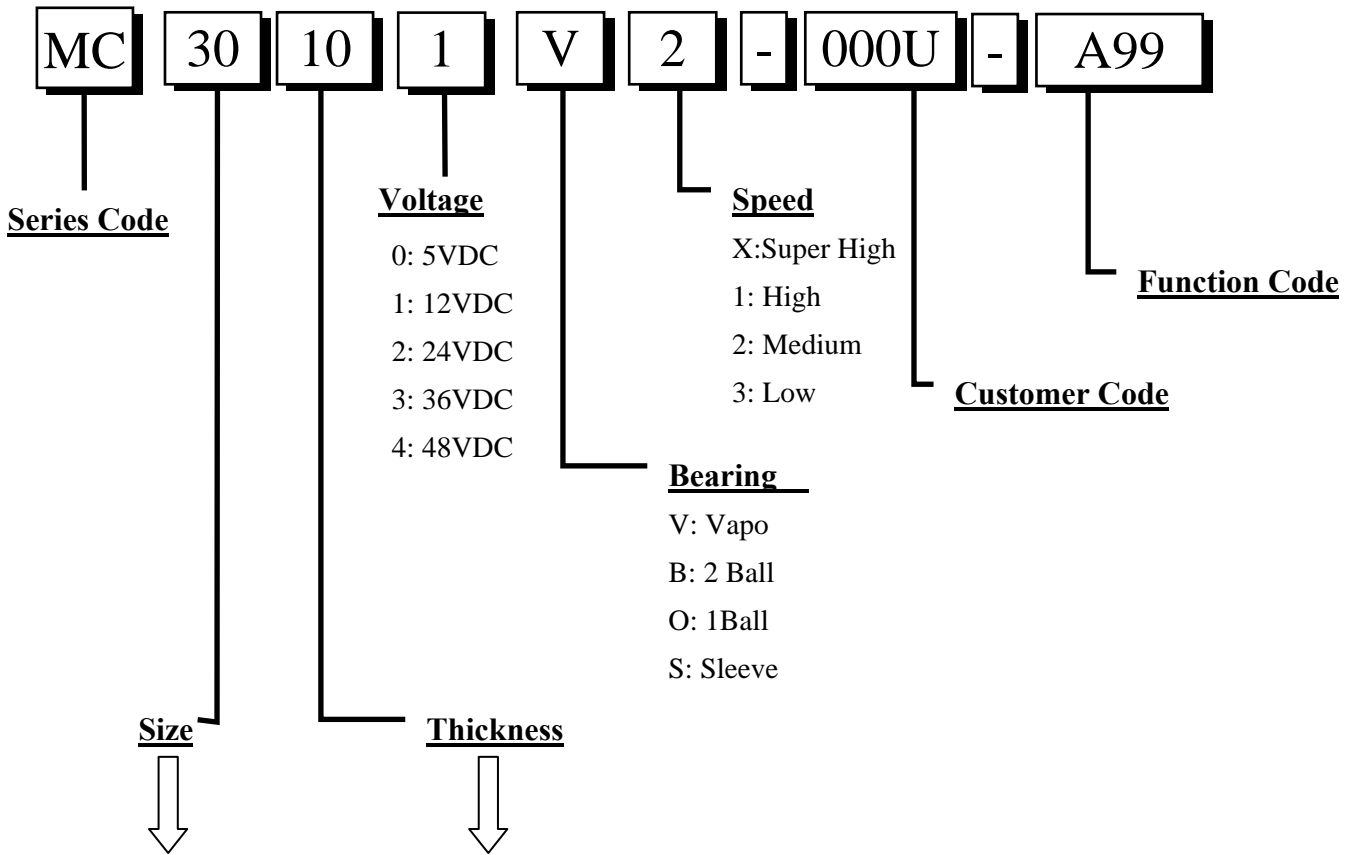 MC 30 10 1 V 2 - 000U - A99
Series Code
Voltage
0: 5VDC
1: 12VDC
2: 24VDC
3: 36VDC
4: 48VDC
Speed
X:Super High
1: High
2: Medium
3: Low
Function Code
Customer Code
Bearing
V: Vapo
B: 2 Ball
O: 1Ball
S: Sleeve
Size
Thickness